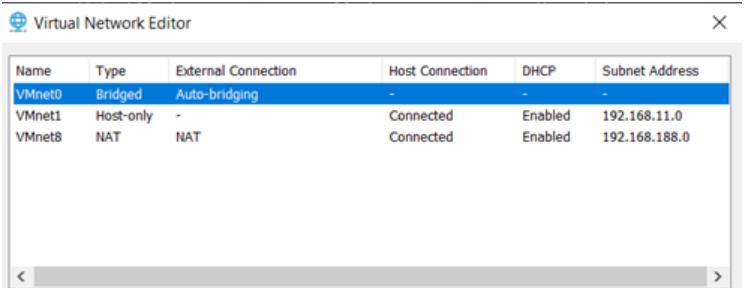 Virtual Network Editor
Name Type External Connection Host Connection DHCP Subnet Address
VMnet0 Bridged Auto-bridging - - -
VMnet1 Host-only - Connected Enabled 192.168.11.0
VMnet8 NAT NAT Connected Enabled 192.168.188.0